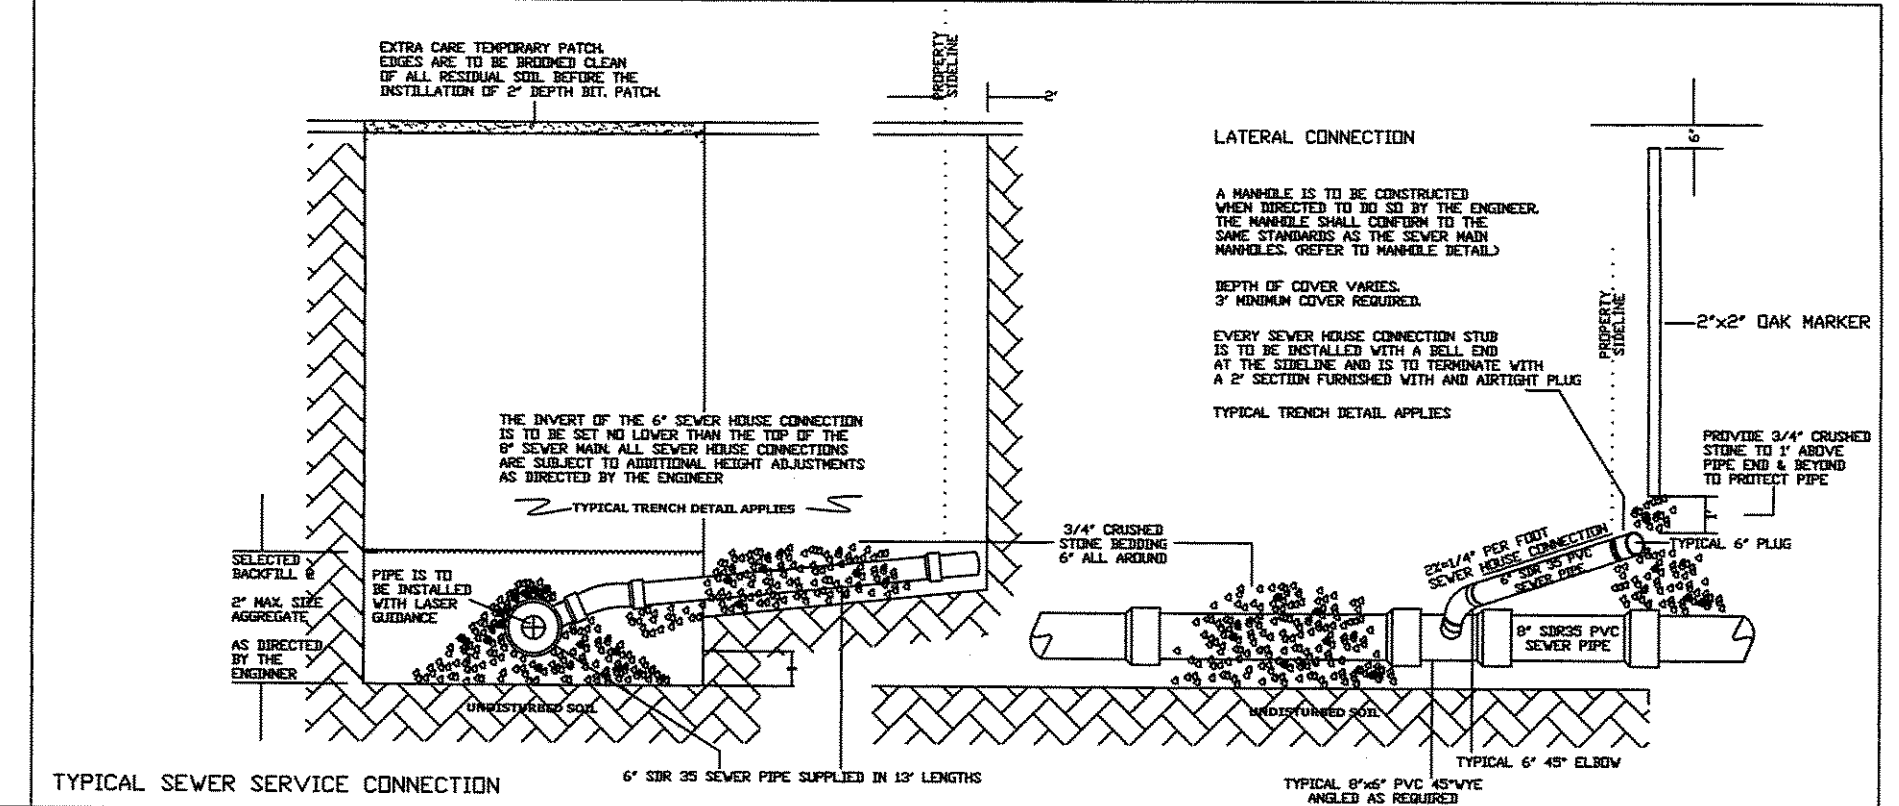 EXTRA CARE TEMPORARY PATCH.
EDGES ARE TO BE BROOMED CLEAN
OF ALL RESIDUAL SOIL BEFORE THE
INSTILLATION OF 2" DEPTH BIT. PATCH.
PROPERTY
SIDELINE
2'
LATERAL CONNECTION
A MANHOLE IS TO BE CONSTRUCTED
WHEN DIRECTED TO DO SO BY THE ENGINEER.
THE MANHOLE SHALL CONFORM TO THE
SAME STANDARDS AS THE SEWER MAIN
MANHOLES. (REFER TO MANHOLE DETAIL)
DEPTH OF COVER VARIES.
3' MINIMUM COVER REQUIRED.
EVERY SEWER HOUSE CONNECTION STUB
IS TO BE INSTALLED WITH A BELL END
AT THE SIDELINE AND IS TO TERMINATE WITH
A 2' SECTION FURNISHED WITH AND AIRTIGHT PLUG
TYPICAL TRENCH DETAIL APPLIES
6"
PROPERTY
SIDELINE
2"x2" OAK MARKER
PROVIDE 3/4" CRUSHED
STONE TO 1' ABOVE
PIPE END & BEYOND
TO PROTECT PIPE
1'
TYPICAL 6" PLUG
THE INVERT OF THE 6" SEWER HOUSE CONNECTION
IS TO BE SET NO LOWER THAN THE TOP OF THE
8" SEWER MAIN. ALL SEWER HOUSE CONNECTIONS
ARE SUBJECT TO ADDITIONAL HEIGHT ADJUSTMENTS
AS DIRECTED BY THE ENGINEER
TYPICAL TRENCH DETAIL APPLIES
SELECTED
BACKFILL @
2" MAX. SIZE
AGGREGATE
AS DIRECTED
BY THE
ENGINNER
PIPE IS TO
BE INSTALLED
WITH LASER
GUIDANCE
3/4" CRUSHED
STONE BEDDING
6" ALL AROUND
2%=1/4" PER FOOT
SEWER HOUSE CONNECTION
6" SDR 35 PVC
SEWER PIPE
8" SDR35 PVC
SEWER PIPE
UNDISTURBED SOIL
UNDISTURBED SOIL
TYPICAL 6" 45° ELBOW
TYPICAL 8"x6" PVC 45°WYE
ANGLED AS REQUIRED
6" SDR 35 SEWER PIPE SUPPLIED IN 13' LENGTHS
TYPICAL SEWER SERVICE CONNECTION